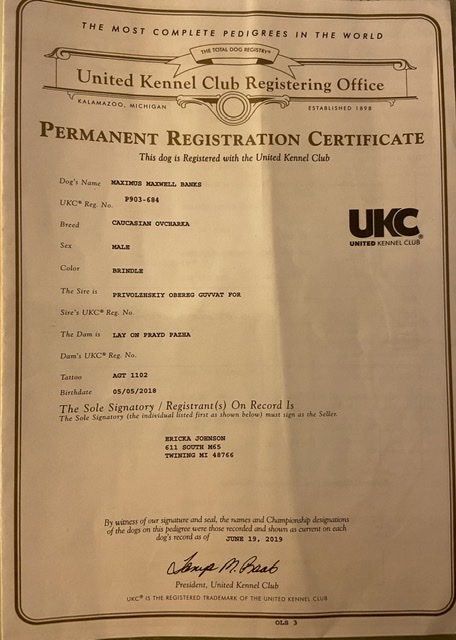 THE MOST COMPLETE PEDIGREES IN THE WORLD
THE TOTAL DOG REGISTRY®
United Kennel Club Registering Office
KALAMAZOO, MICHIGAN ESTABLISHED 1898
PERMANENT REGISTRATION CERTIFICATE
This dog is Registered with the United Kennel Club
Dog's Name MAXIMUS MAXWELL BANKS
UKC® Reg. No. P903-684
Breed CAUCASIAN OVCHARKA
UKC®
UNITED KENNEL CLUB
Sex MALE
Color BRINDLE
The Sire is PRIVOLZHSKIY OBEREG GUVVAT FOR
Sire's UKC® Reg. No.
The Dam is LAY ON PRAYD PAZHA
Dam's UKC® Reg. No.
Tattoo AGT 1102
Birthdate 05/05/2018
The Sole Signatory / Registrant(s) On Record Is
The Sole Signatory (the individual listed first as shown below) must sign as the Seller.
ERICKA JOHNSON
611 SOUTH M65
TWINING MI 48766
By witness of our signature and seal, the names and Championship designations
of the dogs on this pedigree were those recorded and shown as current on each
dog's record as of JUNE 19, 2019
President, United Kennel Club
UKC® IS THE REGISTERED TRADEMARK OF THE UNITED KENNEL CLUB
OLS 3